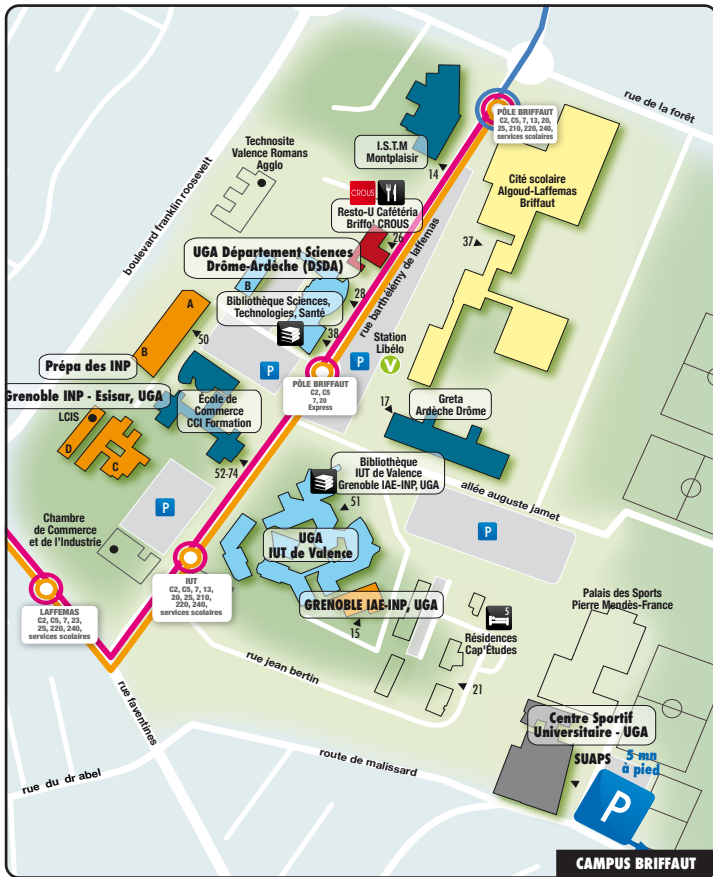 rue de la forêt
PÔLE BRIFFAUT
C2, C5, 7, 13, 20,
25, 210, 220, 240,
services scolaires
Technosite
Valence Romans
Agglo
I.S.T.M
Montplaisir
14
Cité scolaire
Algoud-Laffemas
Briffaut
boulevard franklin roosevelt
CROUS
Resto-U Cafétéria
Briffo' CROUS
26
37
rue barthélémy de laffemas
UGA Département Sciences
Drôme-Ardèche (DSDA)
B
28
Bibliothèque Sciences,
Technologies, Santé
38
A
B
50
Station
Libélo
V
P
P
Prépa des INP
PÔLE BRIFFAUT
C2, C5
7, 20
Express
Grenoble INP - Esisar, UGA
LCIS
D
C
École de
Commerce
CCI Formation
52-74
17
Greta
Ardèche Drôme
Bibliothèque
IUT de Valence
Grenoble IAE-INP, UGA
51
allée auguste jamet
P
P
Chambre
de Commerce
et de l'Industrie
UGA
IUT de Valence
IUT
C2, C5, 7, 13,
20, 25, 210,
220, 240,
services scolaires
LAFFEMAS
C2, C5, 7, 23,
25, 220, 240,
services scolaires
GRENOBLE IAE-INP, UGA
15
5
Résidences
Cap'Études
21
Palais des Sports
Pierre Mendès-France
rue jean bertin
rue faventines
Centre Sportif
Universitaire - UGA
SUAPS
5 mn
à pied
P
route de malissard
rue du dr abel
CAMPUS BRIFFAUT